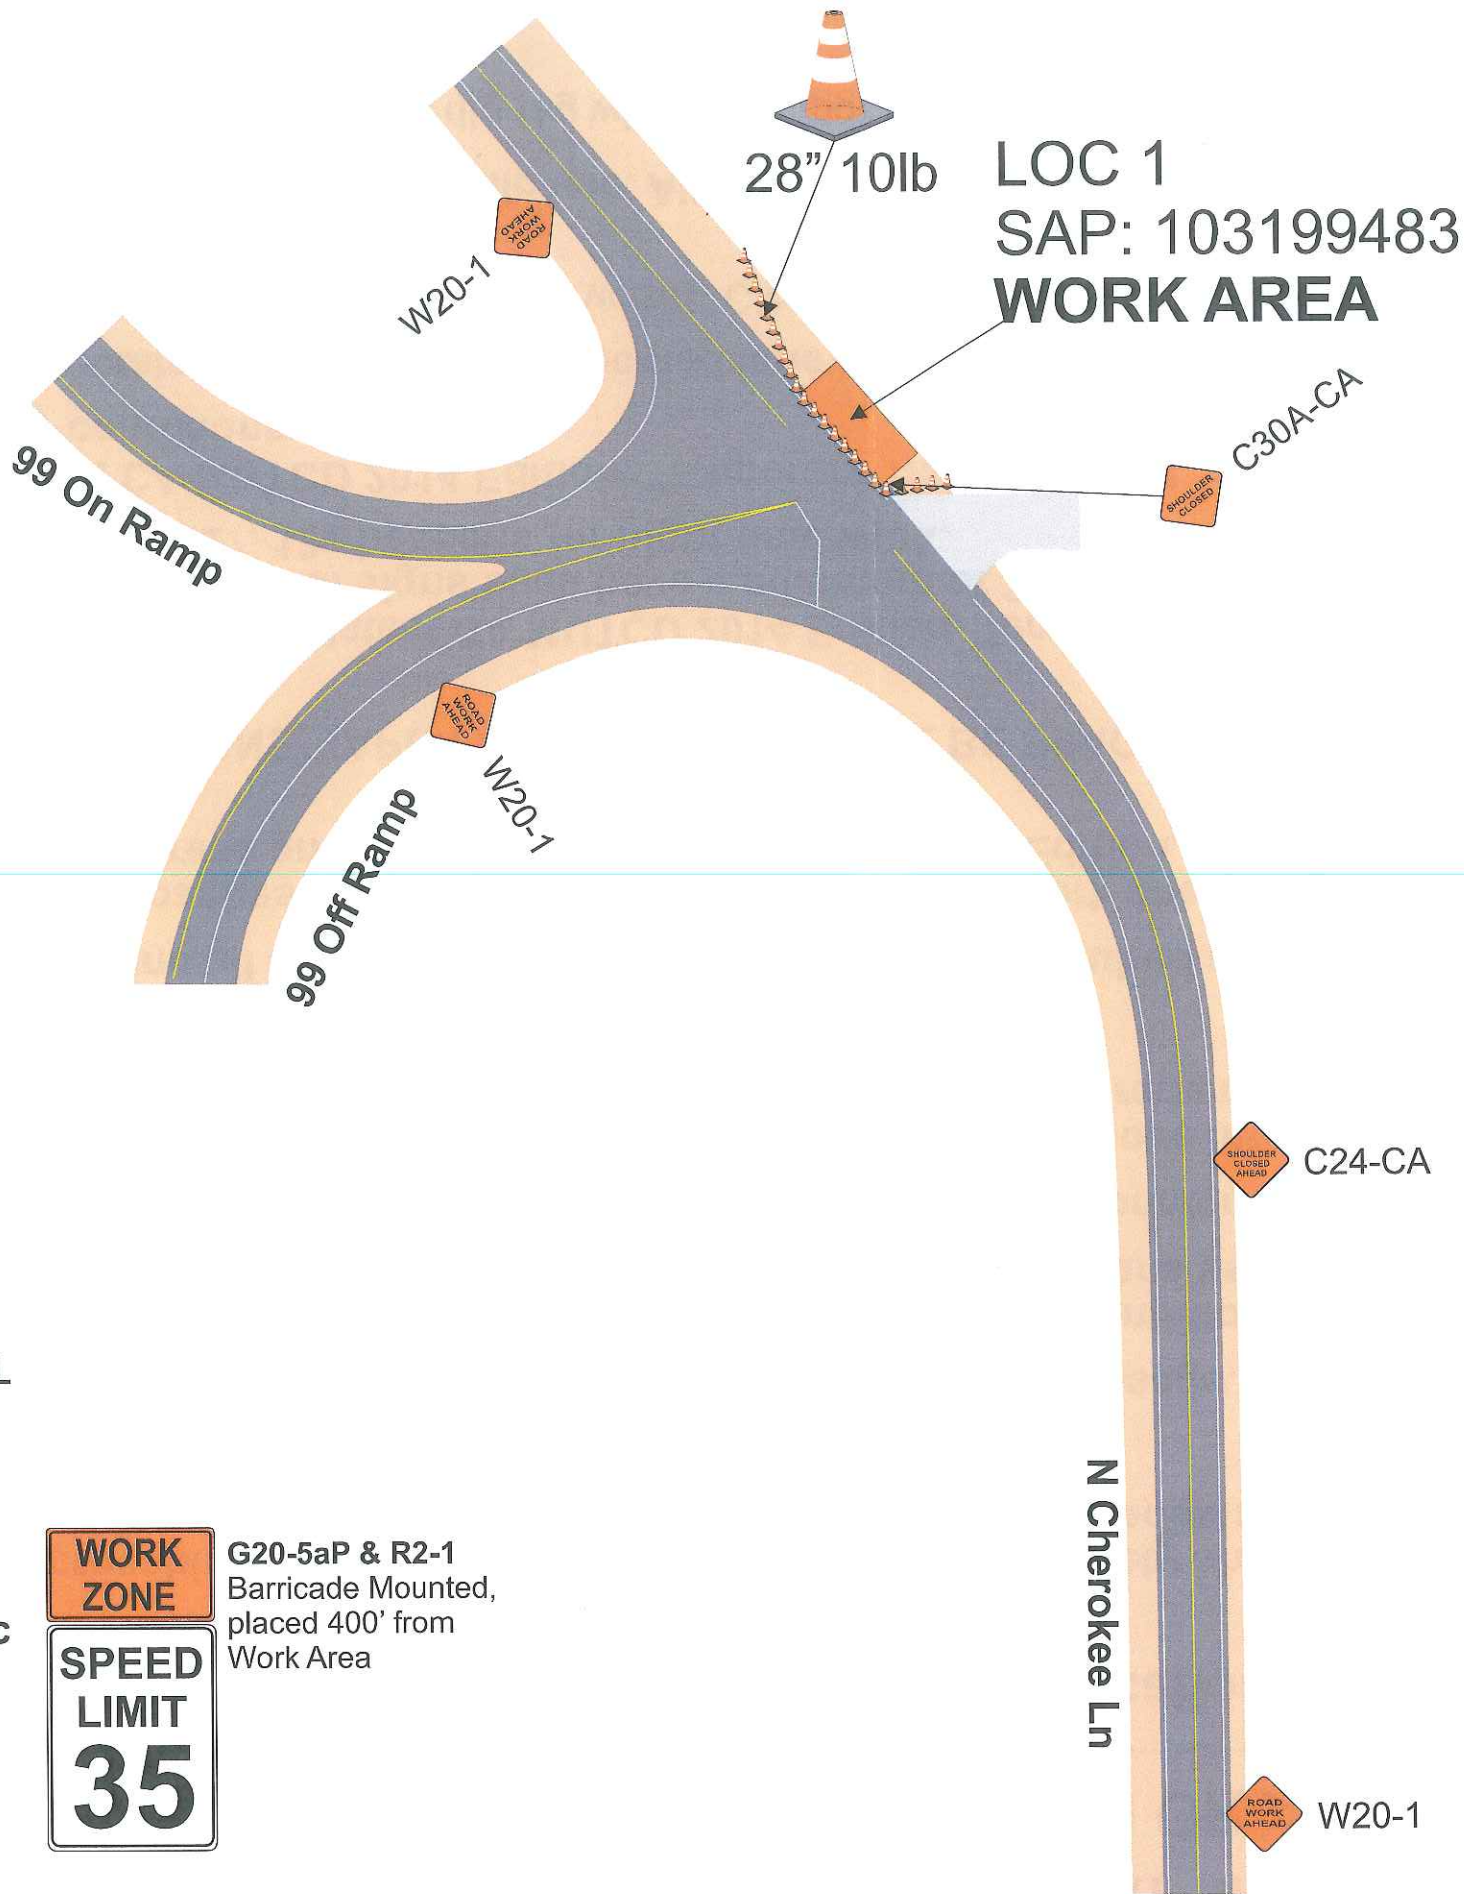 28” 10lb
LOC 1
SAP: 103199483
WORK AREA
ROAD
WORK
AHEAD
W20-1
C30A-CA
SHOULDER
CLOSED
99 On Ramp
ROAD
WORK
AHEAD
W20-1
99 Off Ramp
SHOULDER
CLOSED
AHEAD
C24-CA
N Cherokee Ln
WORK
ZONE
G20-5aP & R2-1
Barricade Mounted,
placed 400’ from
Work Area
SPEED
LIMIT
35
ROAD
WORK
AHEAD
W20-1